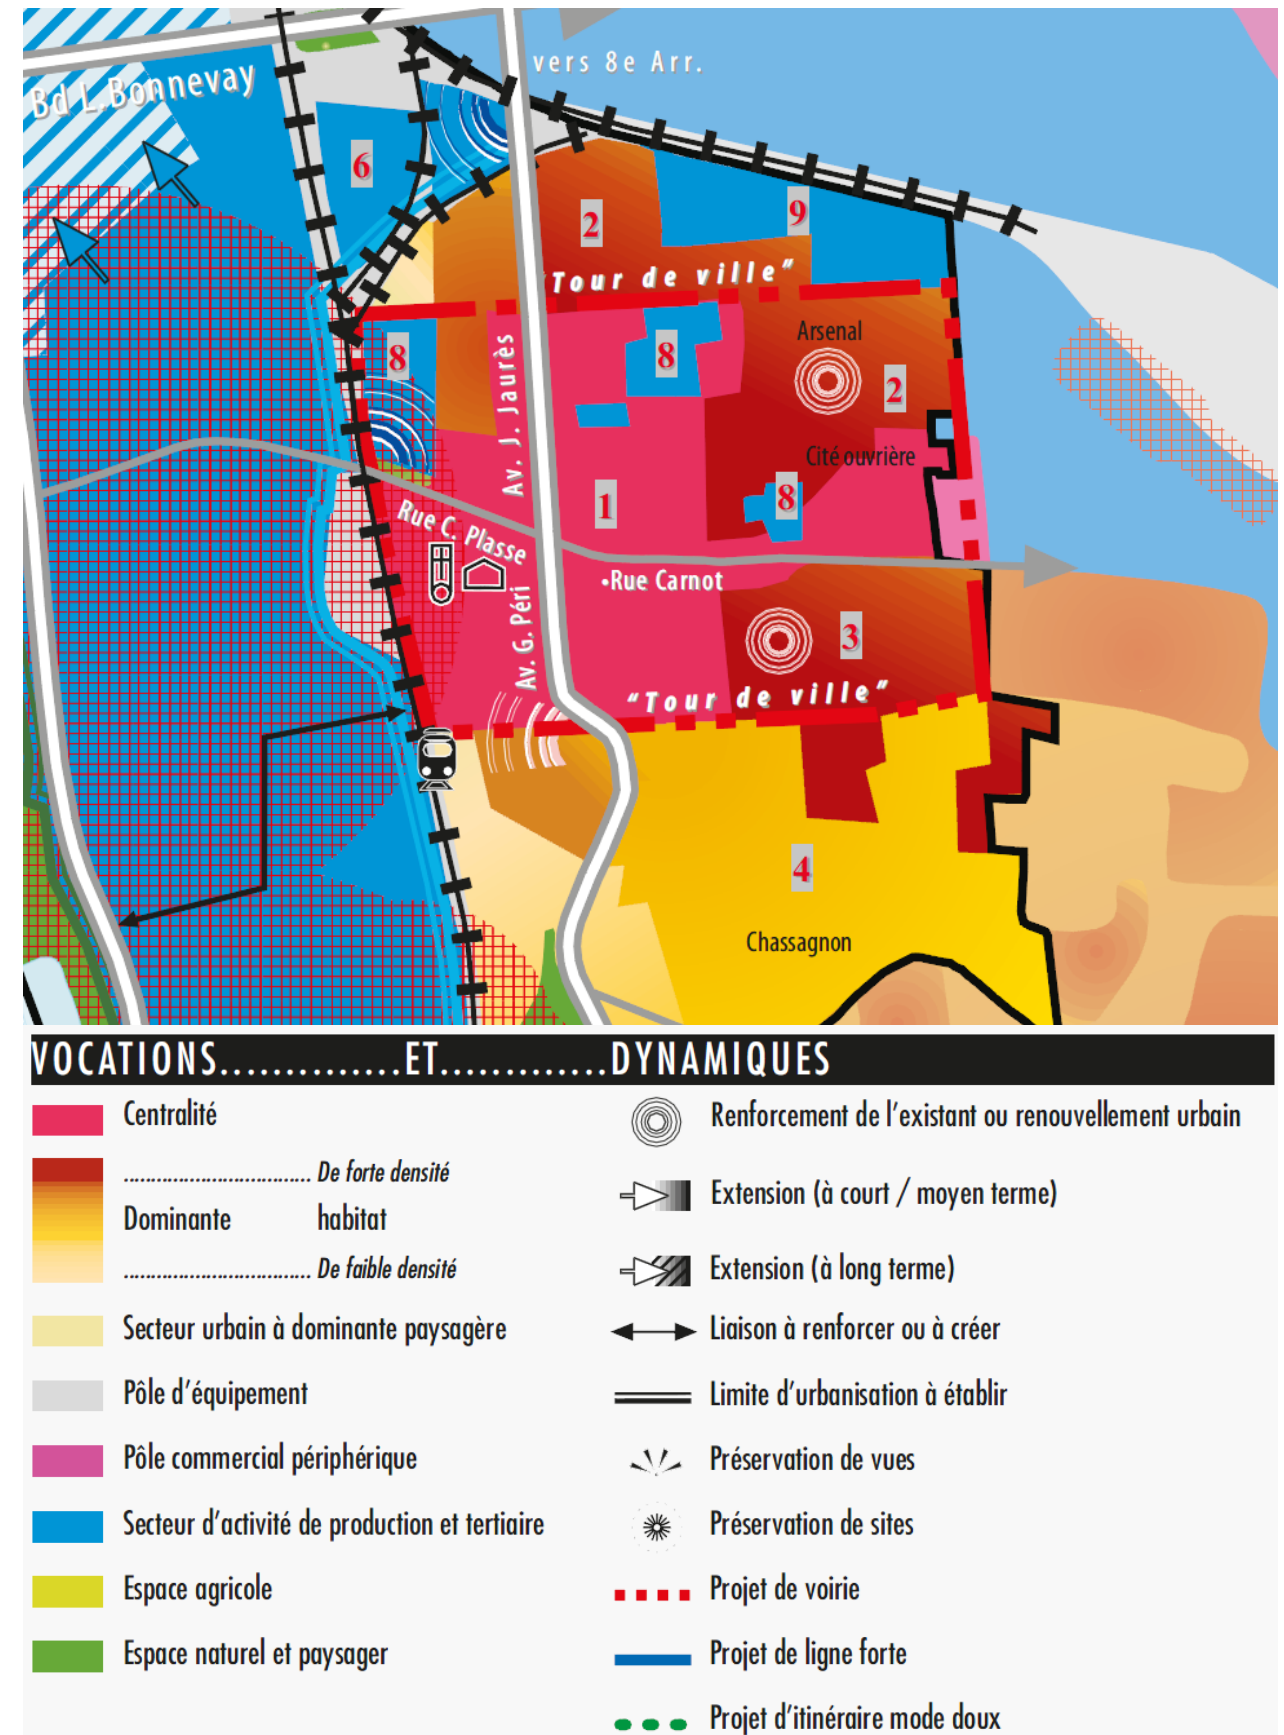 vers 8e Arr.
Bd L.Bonnevay
6
2
9
"Tour de ville"
Arsenal
8
8
2
Av. J. Jaurès
Cité ouvrière
8
1
Rue C. Plasse
•Rue Carnot
Av. G. Péri
3
"Tour de ville"
4
Chassagnon
VOCATIONS..............ET.............DYNAMIQUES
Centralité
.................................. De forte densité
Dominante habitat
.................................. De faible densité
Secteur urbain à dominante paysagère
Pôle d'équipement
Pôle commercial périphérique
Secteur d'activité de production et tertiaire
Espace agricole
Espace naturel et paysager
Renforcement de l'existant ou renouvellement urbain
Extension (à court / moyen terme)
Extension (à long terme)
Liaison à renforcer ou à créer
Limite d'urbanisation à établir
Préservation de vues
Préservation de sites
Projet de voirie
Projet de ligne forte
Projet d'itinéraire mode doux